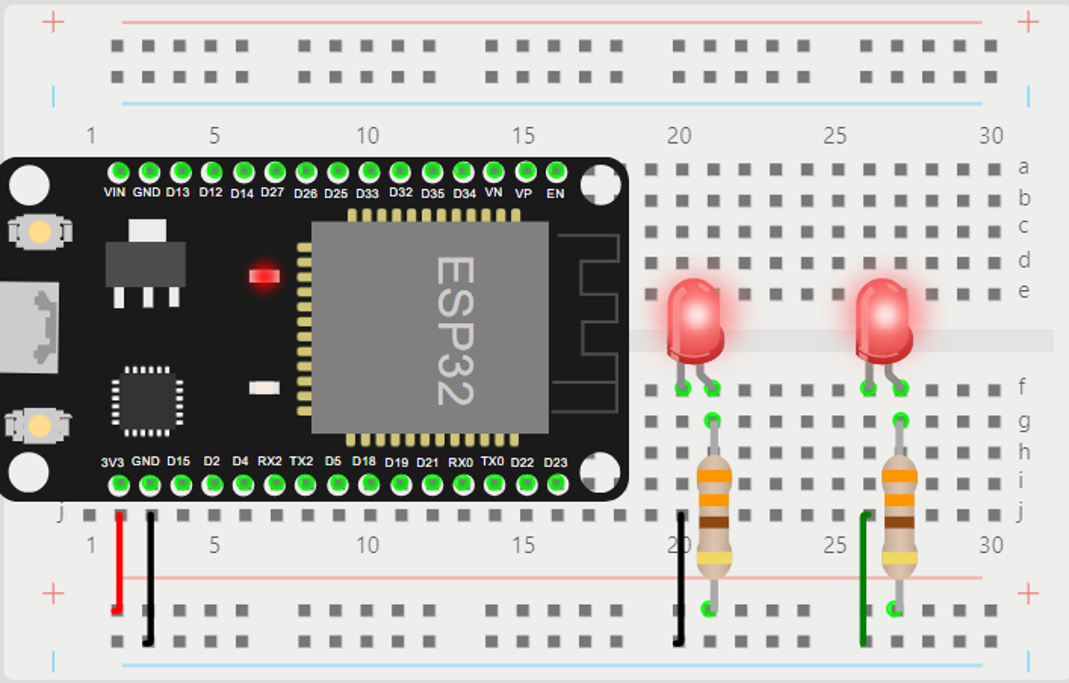 + +
1 5 10 15 20 25 30
a
VIN GND D13 D12 D14 D27 D26 D25 D33 D32 D35 D34 VN VP EN
b
c
d
e
ESP32
f
g
h
3V3 GND D15 D2 D4 RX2 TX2 D5 D18 D19 D21 RX0 TX0 D22 D23
i
j j
1 5 10 15 20 25 30
+ +